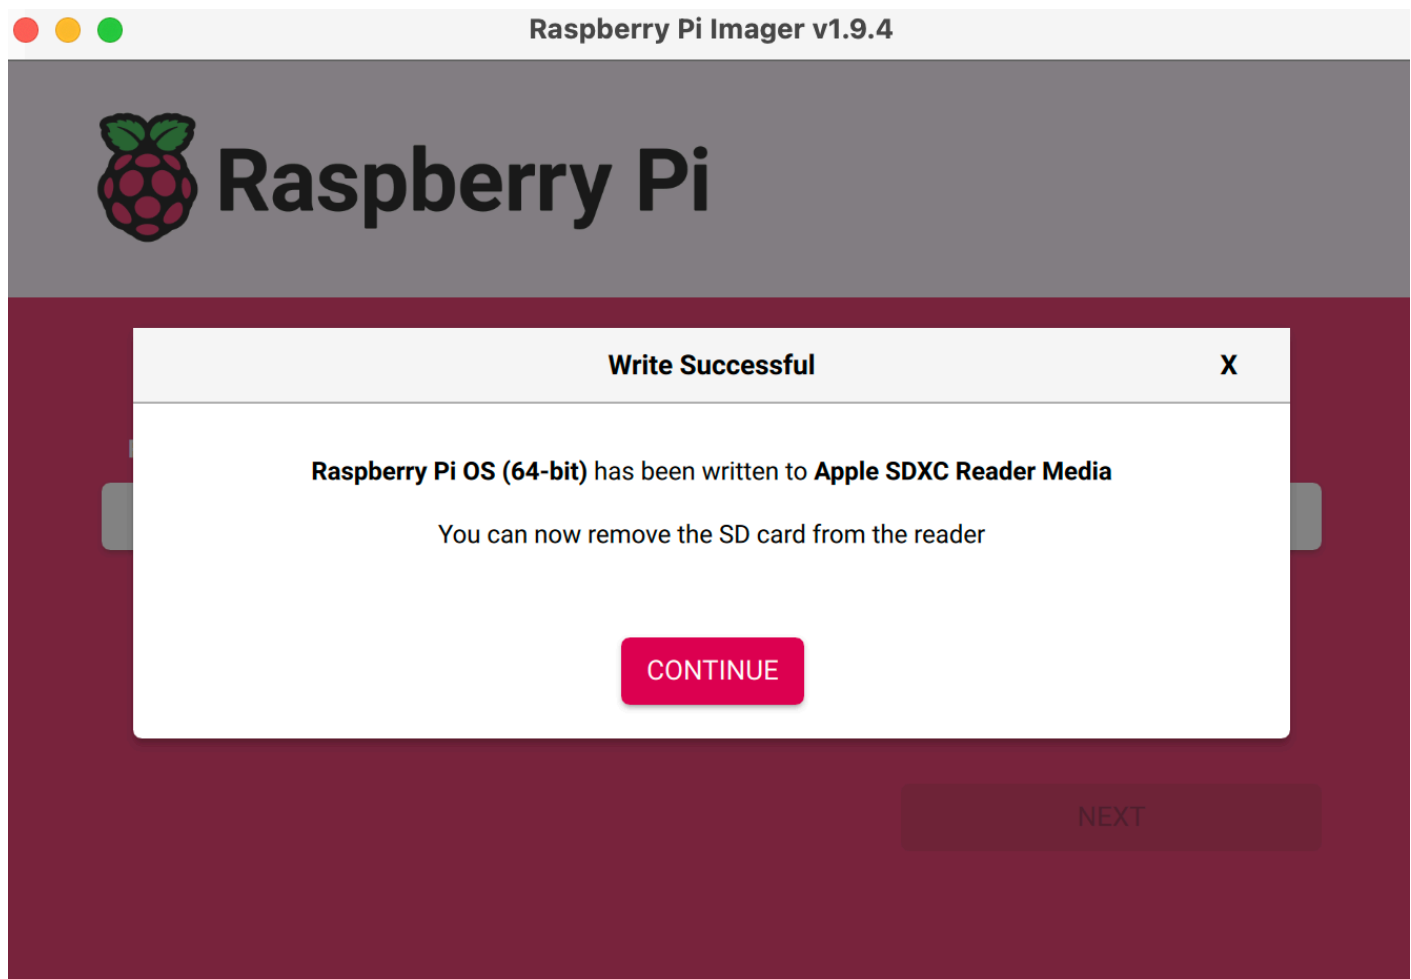 Raspberry Pi Imager v1.9.4
Raspberry Pi
Write Successful
X
Raspberry Pi OS (64-bit) has been written to Apple SDXC Reader Media
You can now remove the SD card from the reader
CONTINUE
NEXT